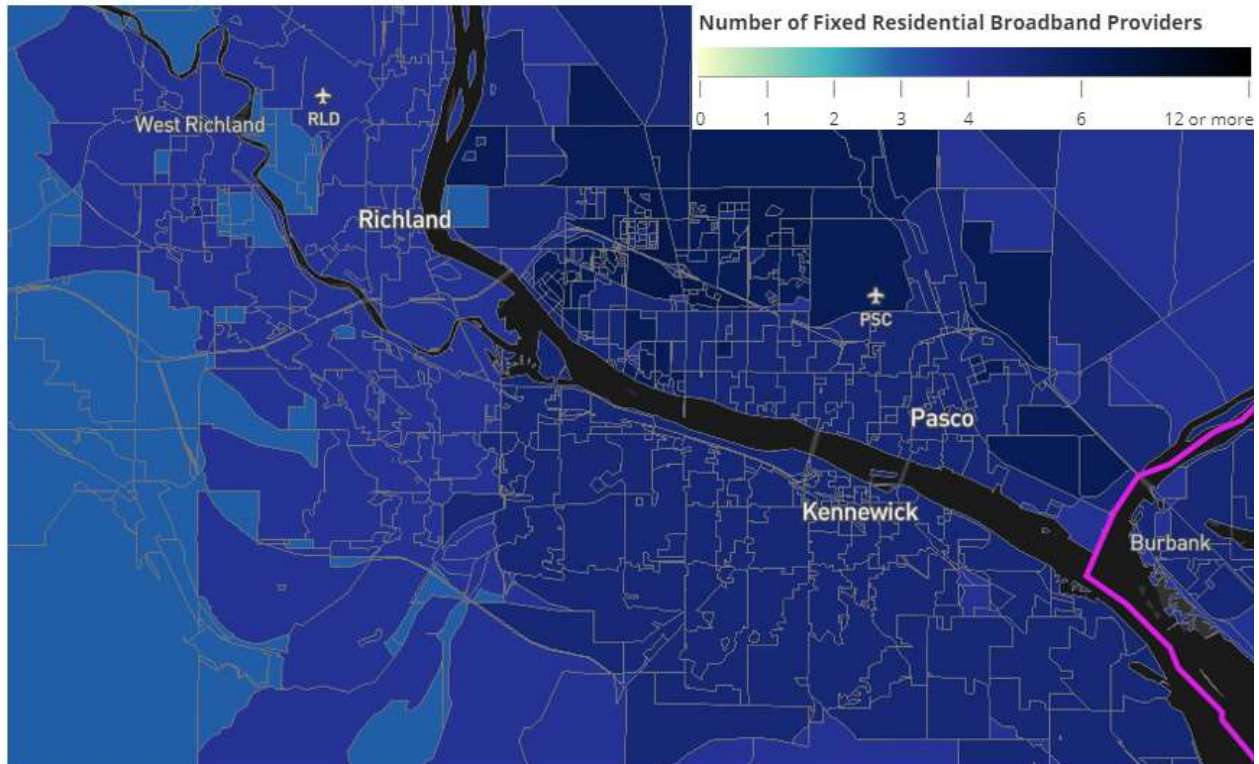 Number of Fixed Residential Broadband Providers
0 1 2 3 4 6 12 or more
West Richland
RLD
Richland
PSC
Pasco
Kennewick
Burbank